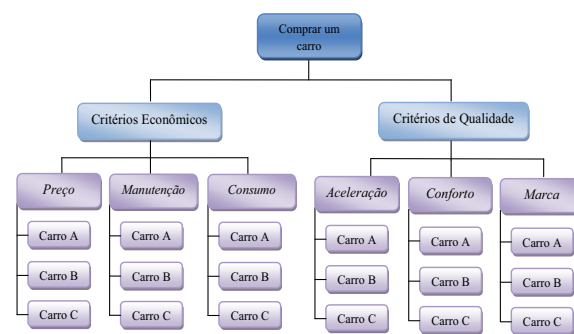 Comprar um
carro
Critérios Econômicos
Critérios de Qualidade
Preço
Manutenção
Consumo
Aceleração
Conforto
Marca
Carro A
Carro A
Carro A
Carro A
Carro A
Carro A
Carro B
Carro B
Carro B
Carro B
Carro B
Carro B
Carro C
Carro C
Carro C
Carro C
Carro C
Carro C